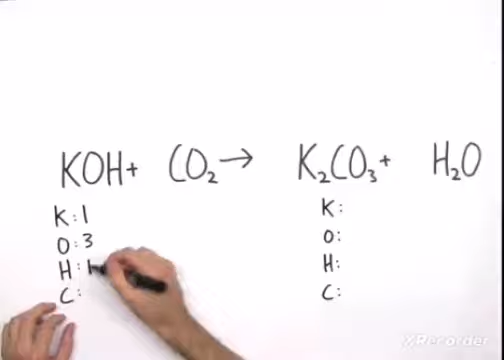 KOH + CO₂ → K₂CO₃ + H₂O
K: 1 K:
O: 3 O:
H: 1 H:
C: C:
Recorder